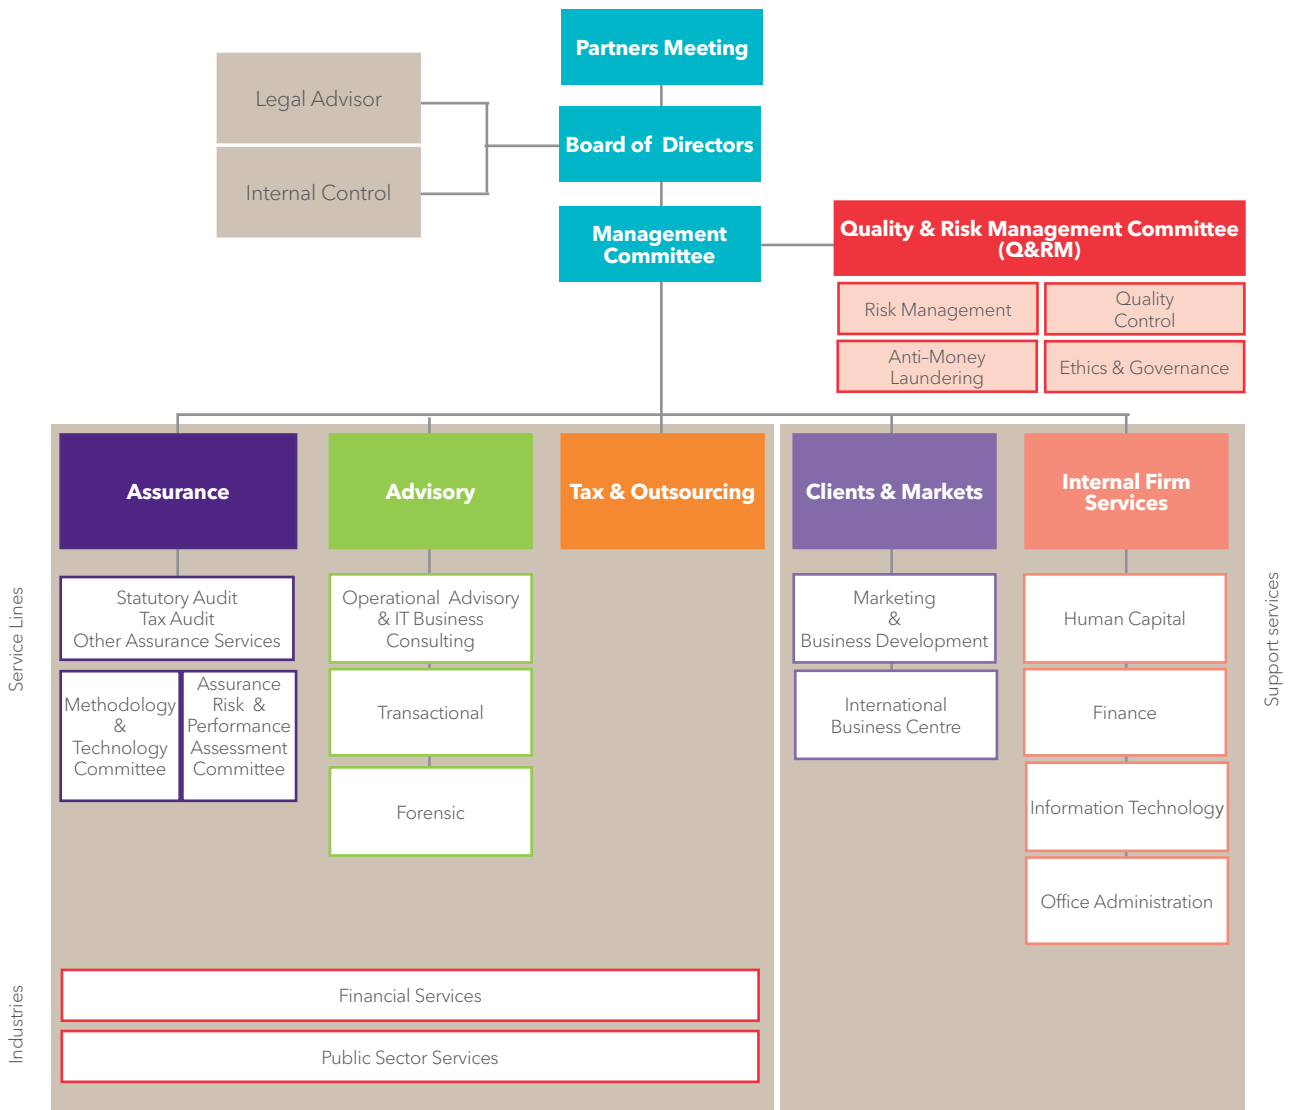 Partners Meeting
Legal Advisor
Board of Directors
Internal Control
Management
Committee
Quality & Risk Management Committee
(Q&RM)
Risk Management
Quality
Control
Anti-Money
Laundering
Ethics & Governance
Assurance
Advisory
Tax & Outsourcing
Clients & Markets
Internal Firm
Services
Service Lines
Statutory Audit
Tax Audit
Other Assurance Services
Methodology
&
Technology
Committee
Assurance
Risk &
Performance
Assessment
Committee
Operational Advisory
& IT Business
Consulting
Transactional
Forensic
Marketing
&
Business Development
International
Business Centre
Human Capital
Finance
Information Technology
Office Administration
Support services
Industries
Financial Services
Public Sector Services